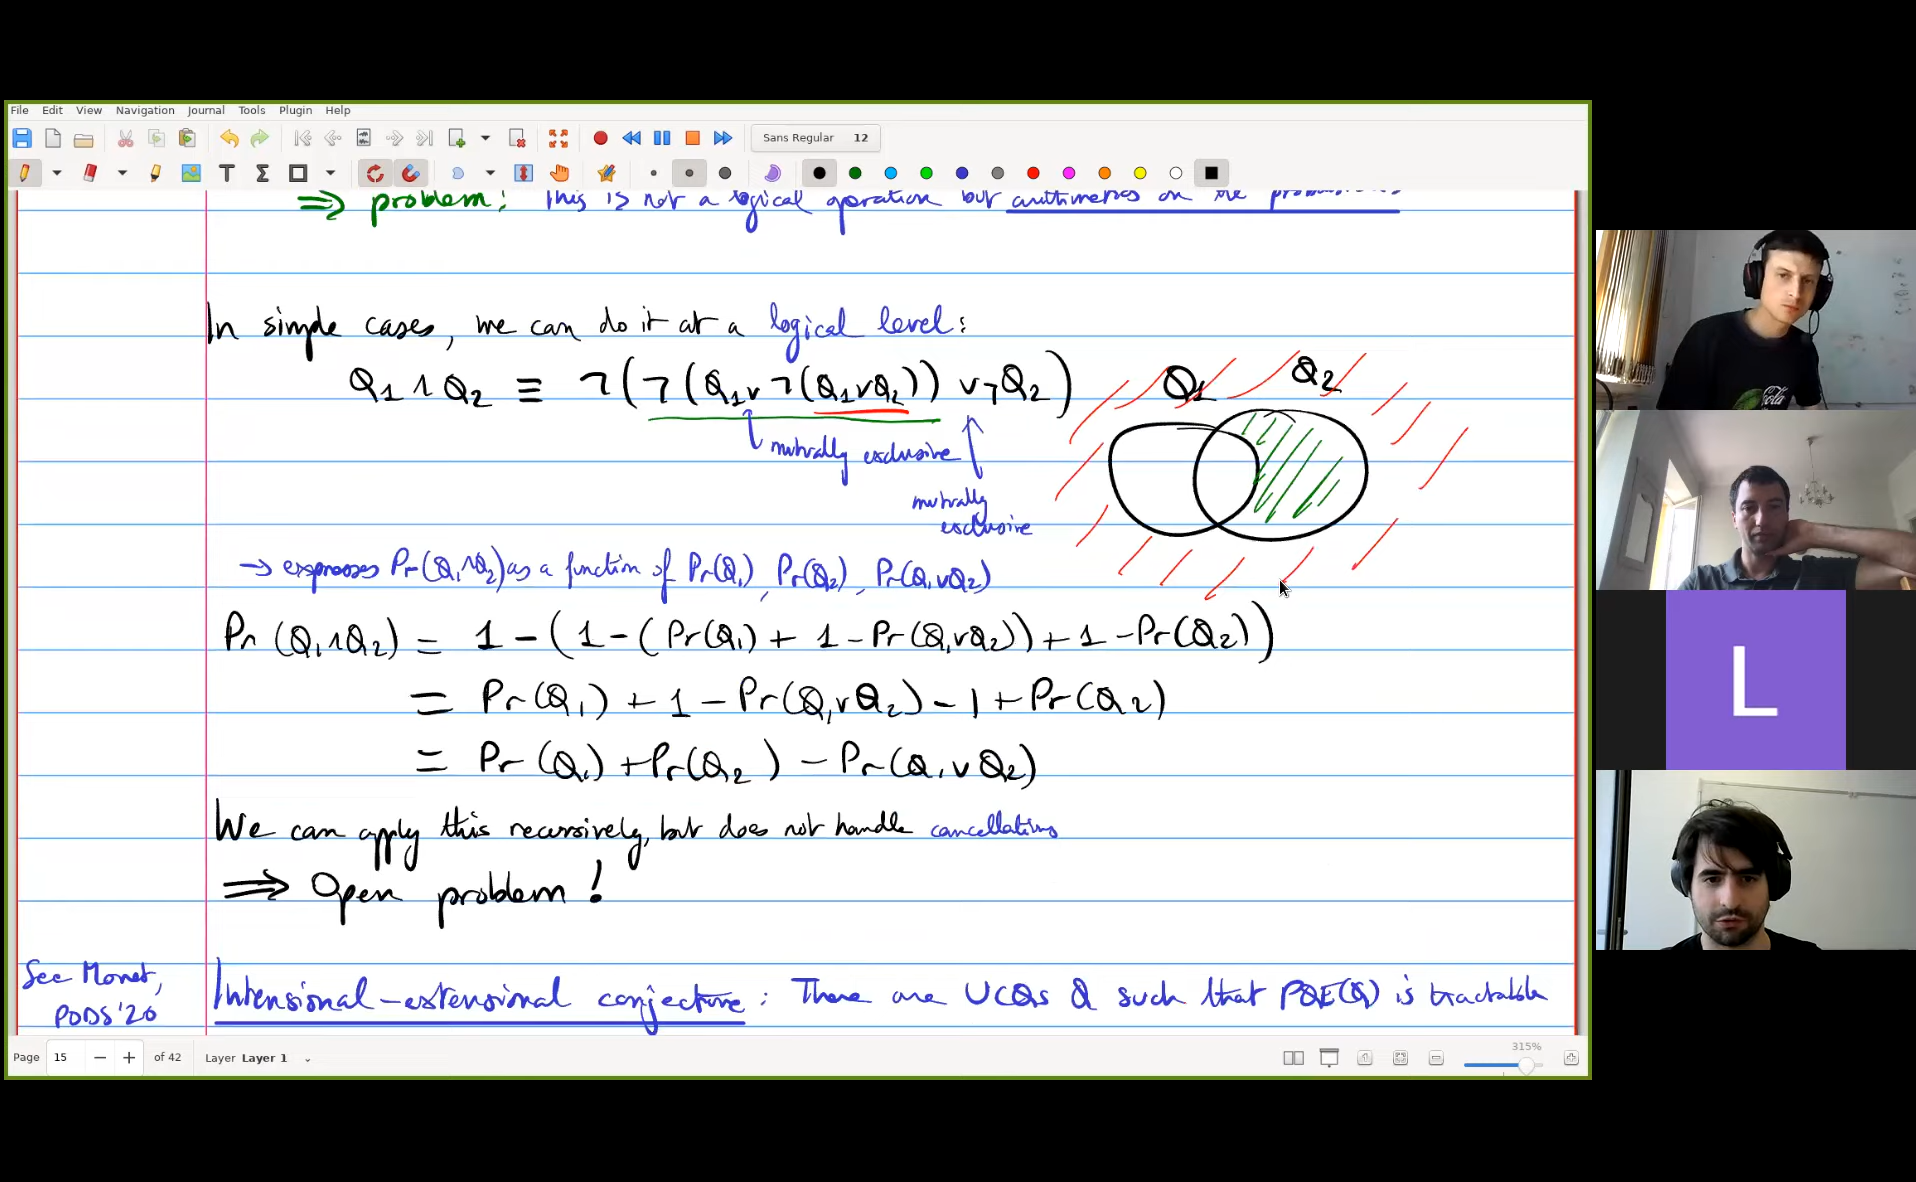 File Edit View Navigation Journal Tools Plugin Help
Sans Regular 12
⇒ problem: This is not a logical operation but arithmetics on the
In simple cases, we can do it at a logical level:
Q1 ∧ Q2 ≡ ¬(¬(Q1 ∨ ¬(Q1 ∨ Q2)) ∨ ¬Q2)
Q1 Q2
mutually exclusive
mutually
exclusive
→ expresses Pr(Q1∧Q2) as a function of Pr(Q1), Pr(Q2), Pr(Q1∨Q2)
Pr(Q1∧Q2) = 1 - (1 - (Pr(Q1) + 1 - Pr(Q1∨Q2)) + 1 - Pr(Q2))
= Pr(Q1) + 1 - Pr(Q1∨Q2) - 1 + Pr(Q2)
= Pr(Q1) + Pr(Q2) - Pr(Q1∨Q2)
We can apply this recursively, but does not handle cancellations
⇒ Open problem!
See Monet,
PODS'20
Intensional-extensional conjecture: There are UCQs Q such that PQE(Q) is tractable
Page 15 of 42 Layer Layer 1
315%
L